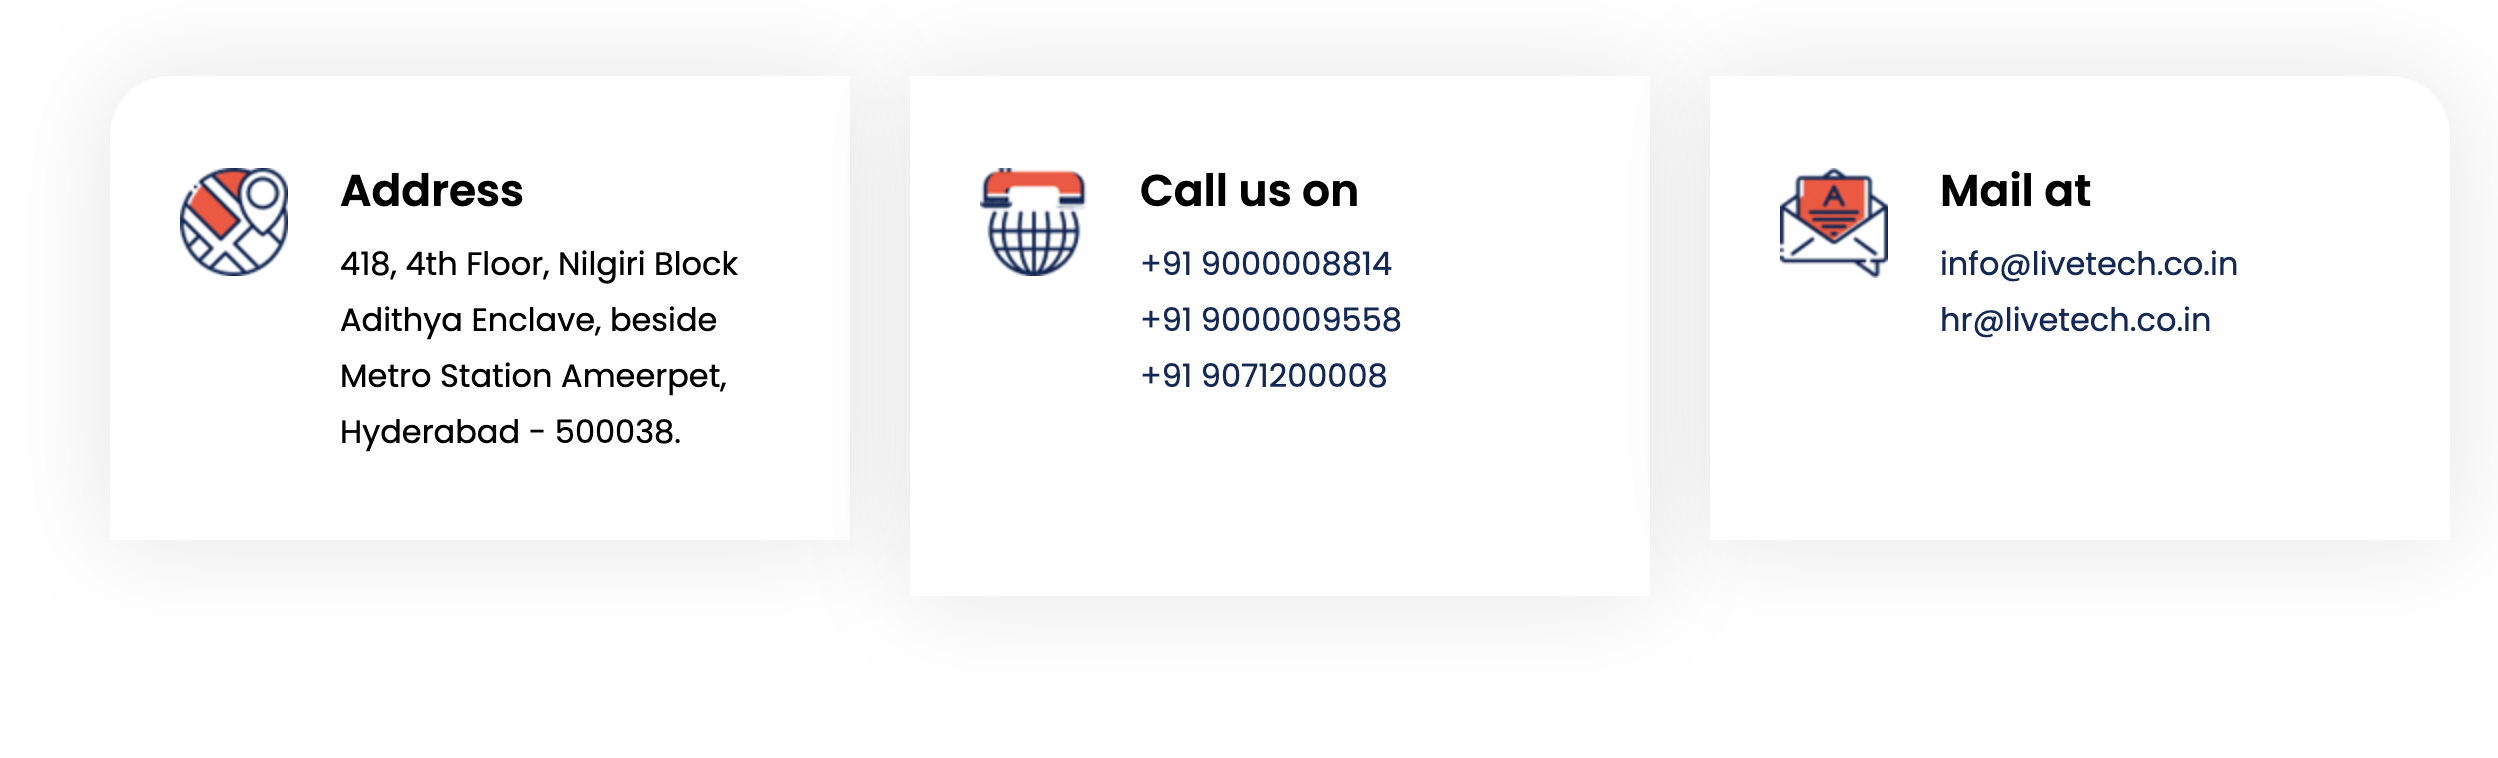 Address
418, 4th Floor, Nilgiri Block
Adithya Enclave, beside
Metro Station Ameerpet,
Hyderabad - 500038.
Call us on
+91 9000008814
+91 9000009558
+91 9071200008
A
Mail at
info@livetech.co.in
hr@livetech.co.in